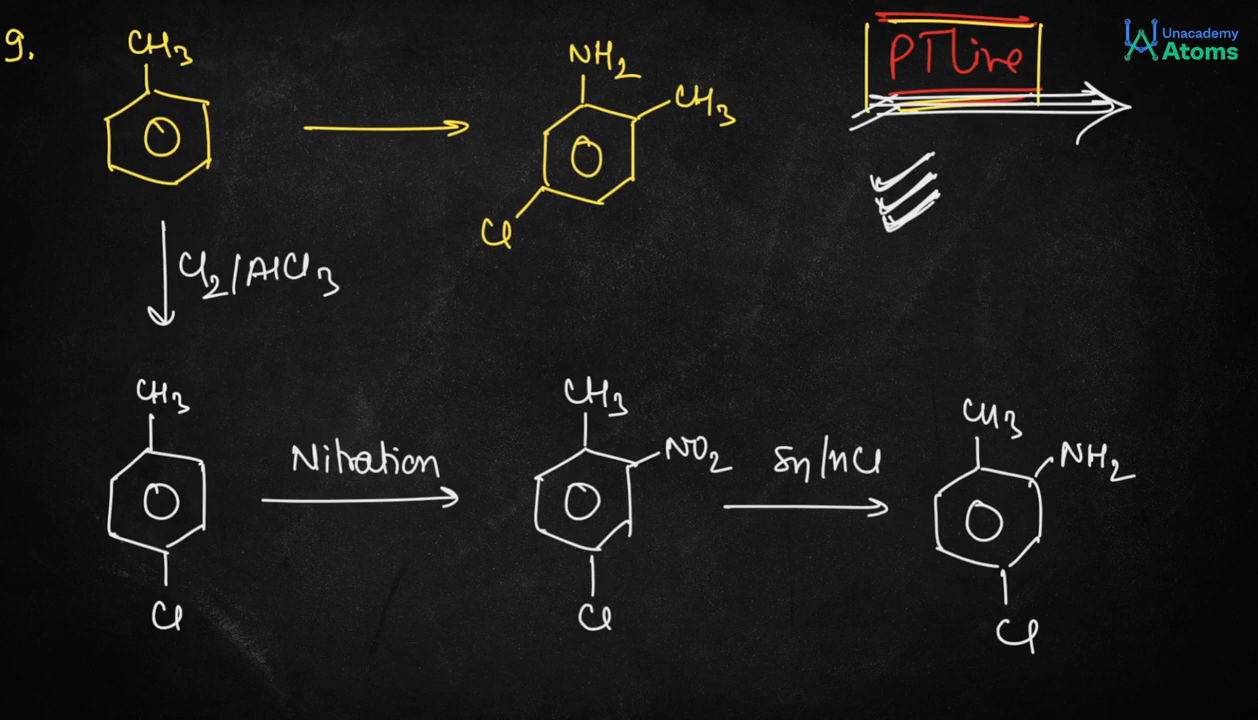 9.
CH3
NH2
CH3
Cl
PTline
Unacademy
Atoms
Cl2/AlCl3
CH3
Cl
Nitration
CH3
NO2
Cl
Sn/HCl
CH3
NH2
Cl